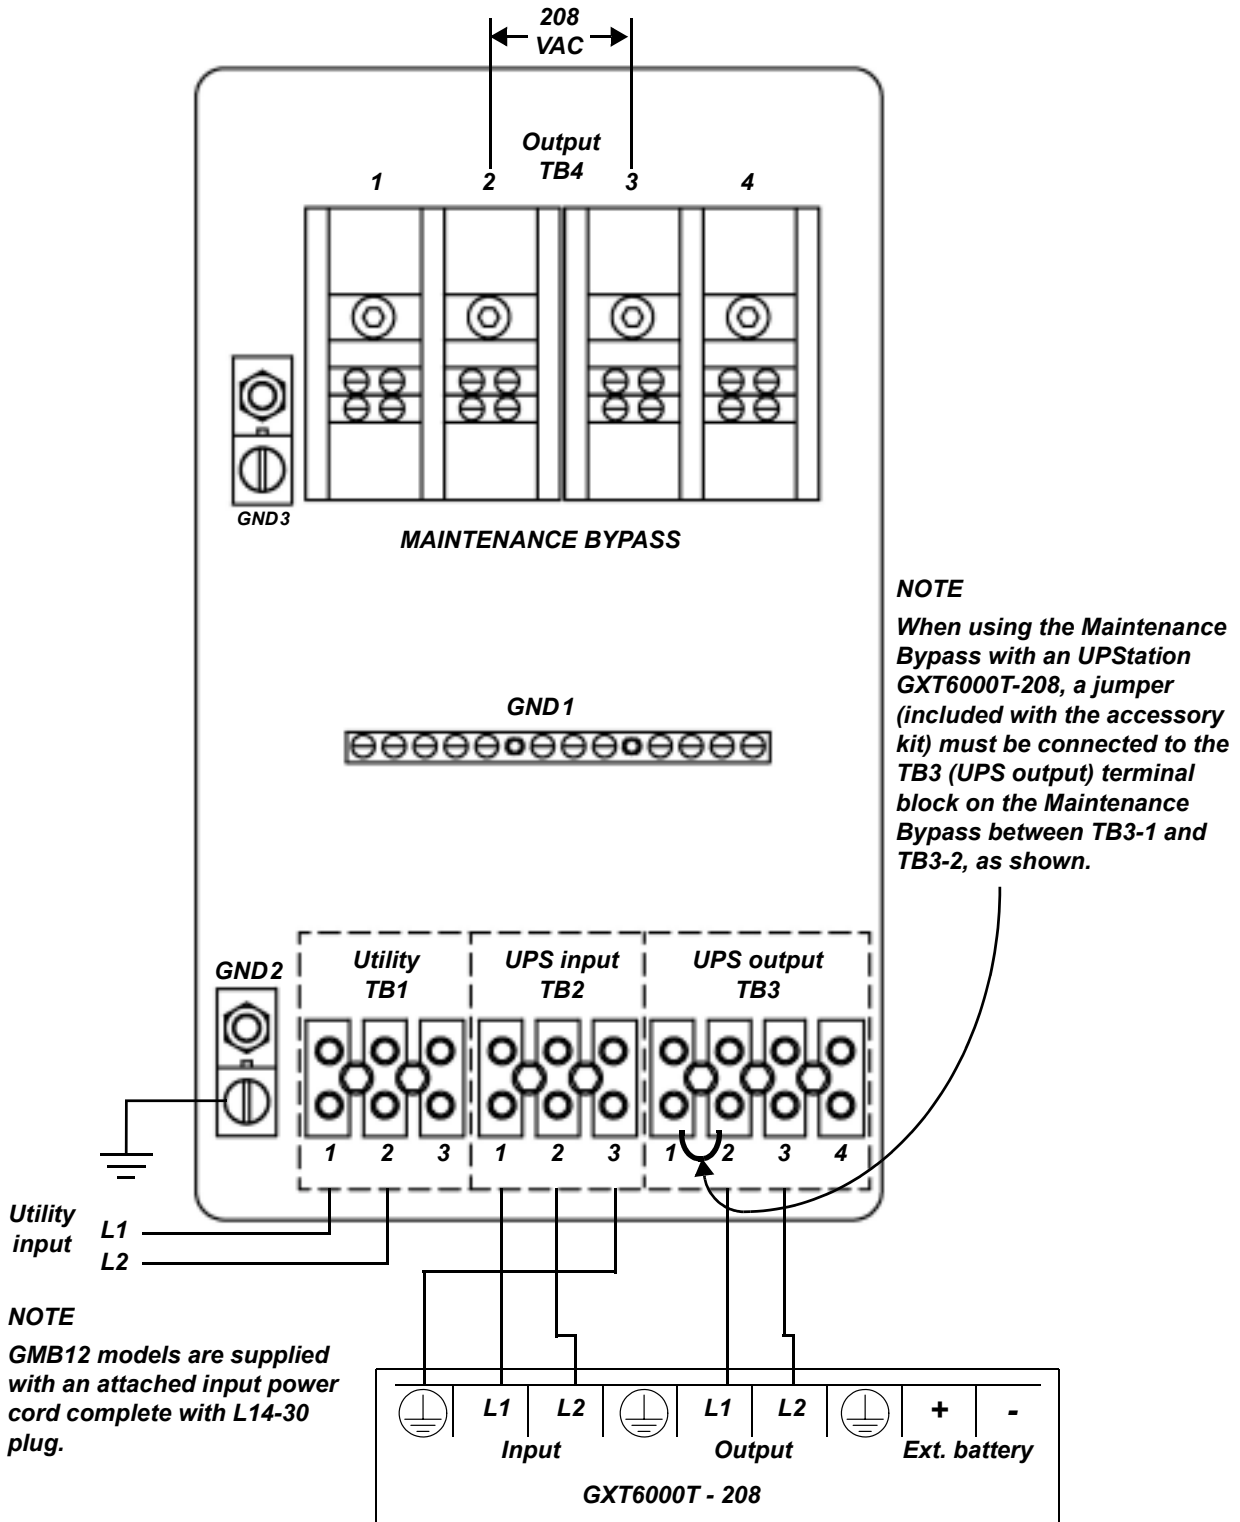 208
VAC
Output
TB4
1 2 3 4
GND3
MAINTENANCE BYPASS
NOTE
When using the Maintenance
Bypass with an UPStation
GXT6000T-208, a jumper
(included with the accessory
kit) must be connected to the
TB3 (UPS output) terminal
block on the Maintenance
Bypass between TB3-1 and
TB3-2, as shown.
GND1
GND2
Utility
TB1
UPS input
TB2
UPS output
TB3
1 2 3 1 2 3 1 2 3 4
Utility
input
L1
L2
NOTE
GMB12 models are supplied
with an attached input power
cord complete with L14-30
plug.
L1 L2 L1 L2 + -
Input Output Ext. battery
GXT6000T - 208